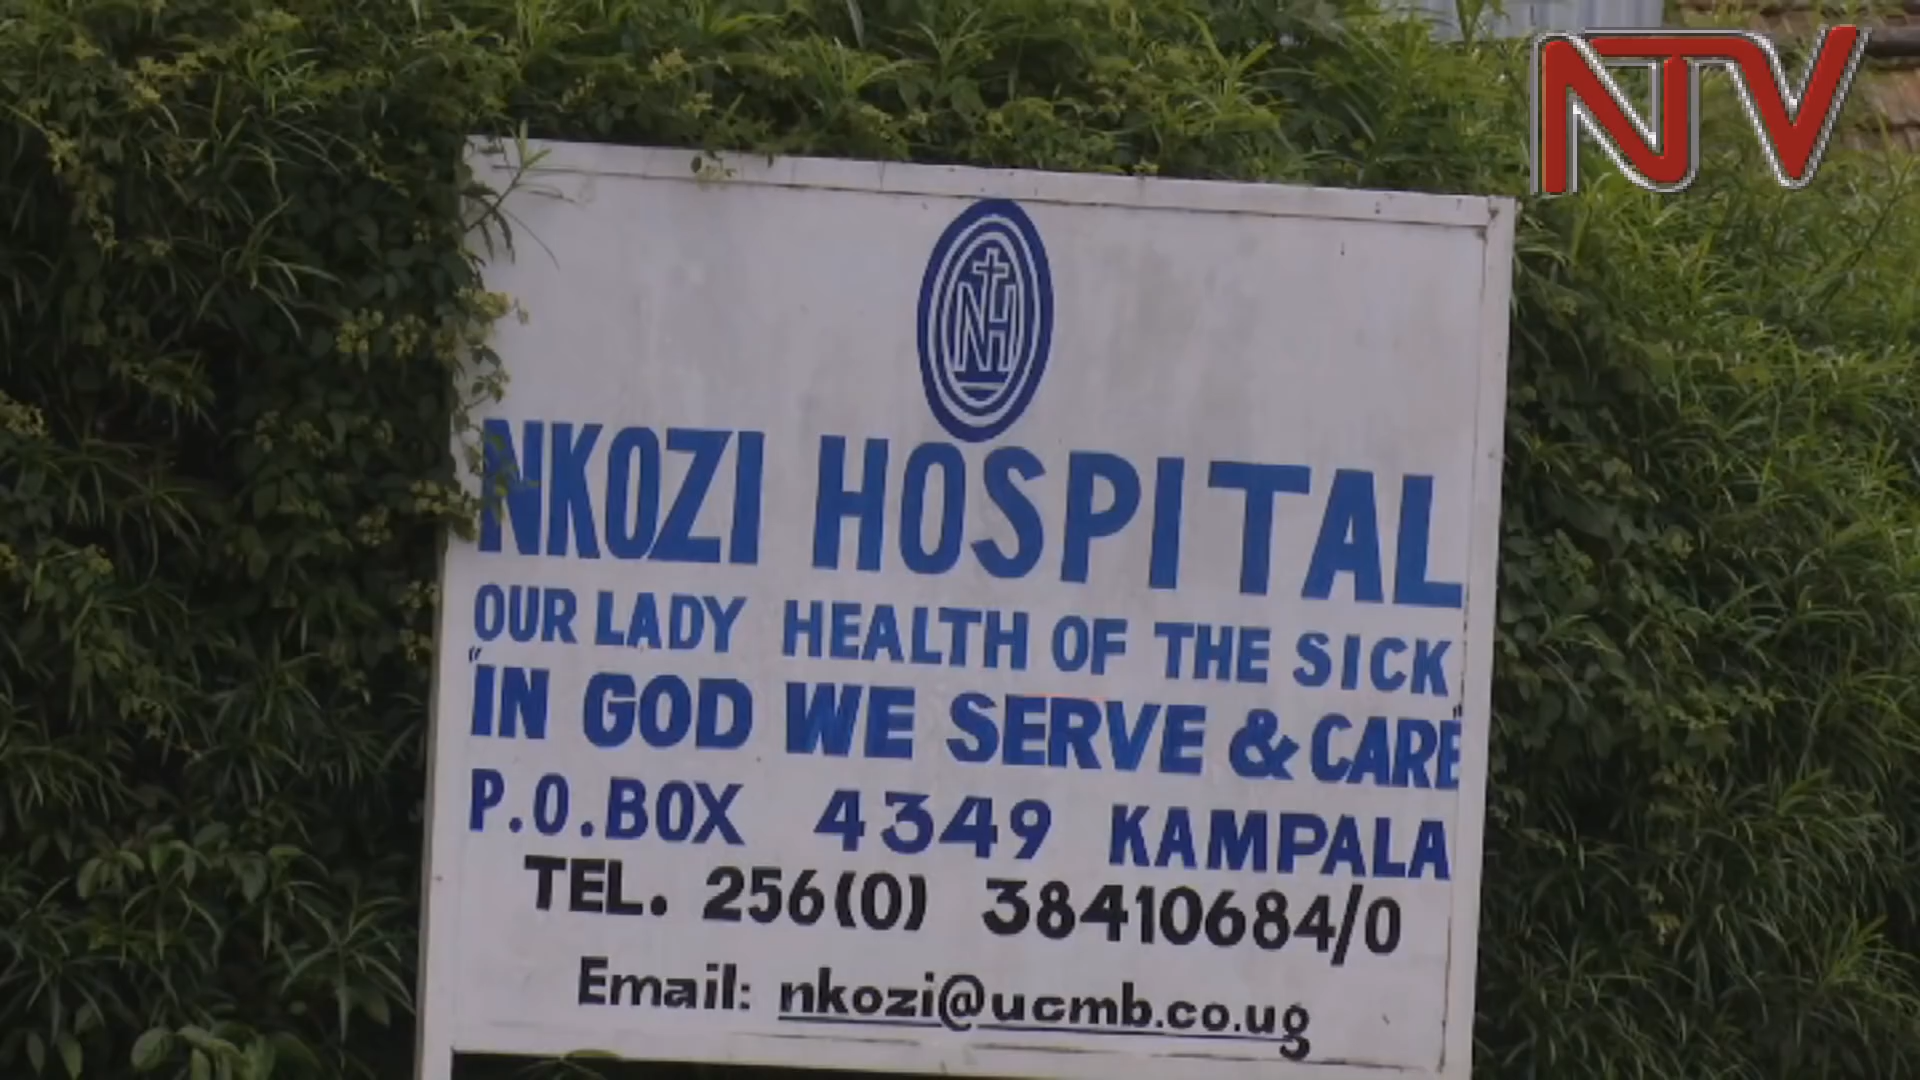 NTV
NH
NKOZI HOSPITAL
OUR LADY HEALTH OF THE SICK
"IN GOD WE SERVE & CARE"
P.O.BOX 4349 KAMPALA
TEL. 256(0) 38410684/0
Email: nkozi@ucmb.co.ug